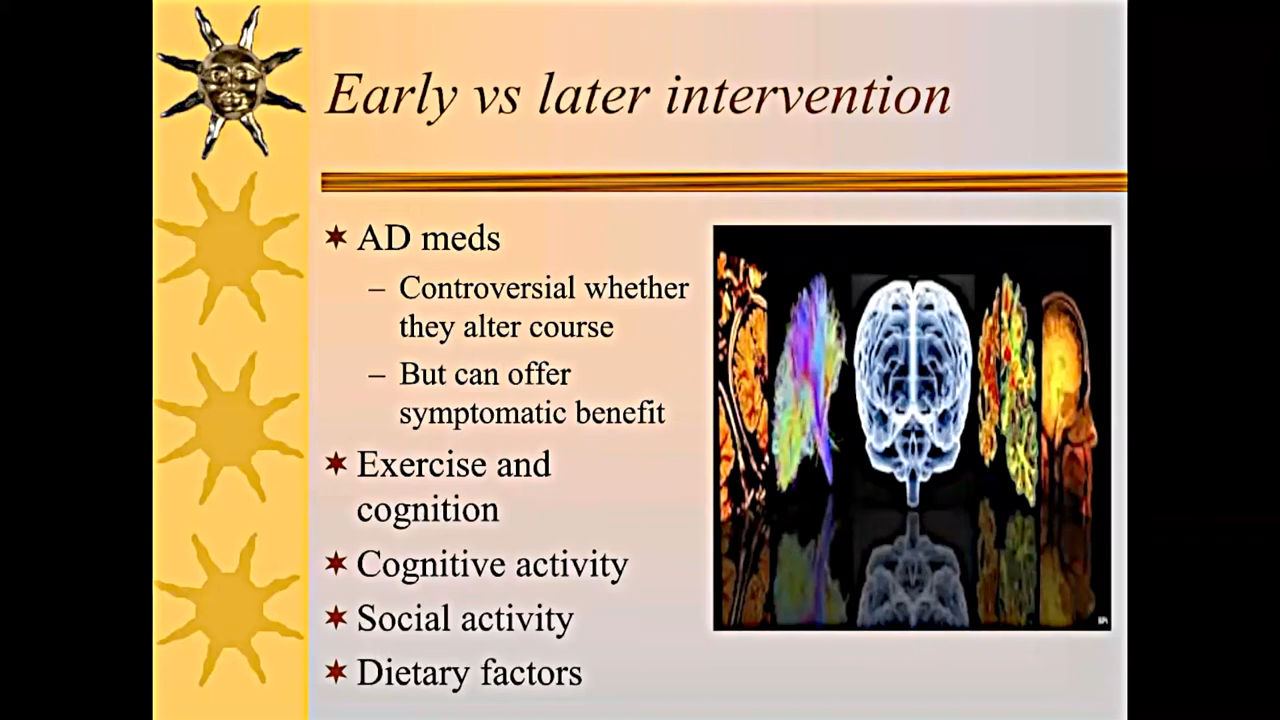 Early vs later intervention
✶ AD meds
– Controversial whether
they alter course
– But can offer
symptomatic benefit
✶ Exercise and
cognition
✶ Cognitive activity
✶ Social activity
✶ Dietary factors